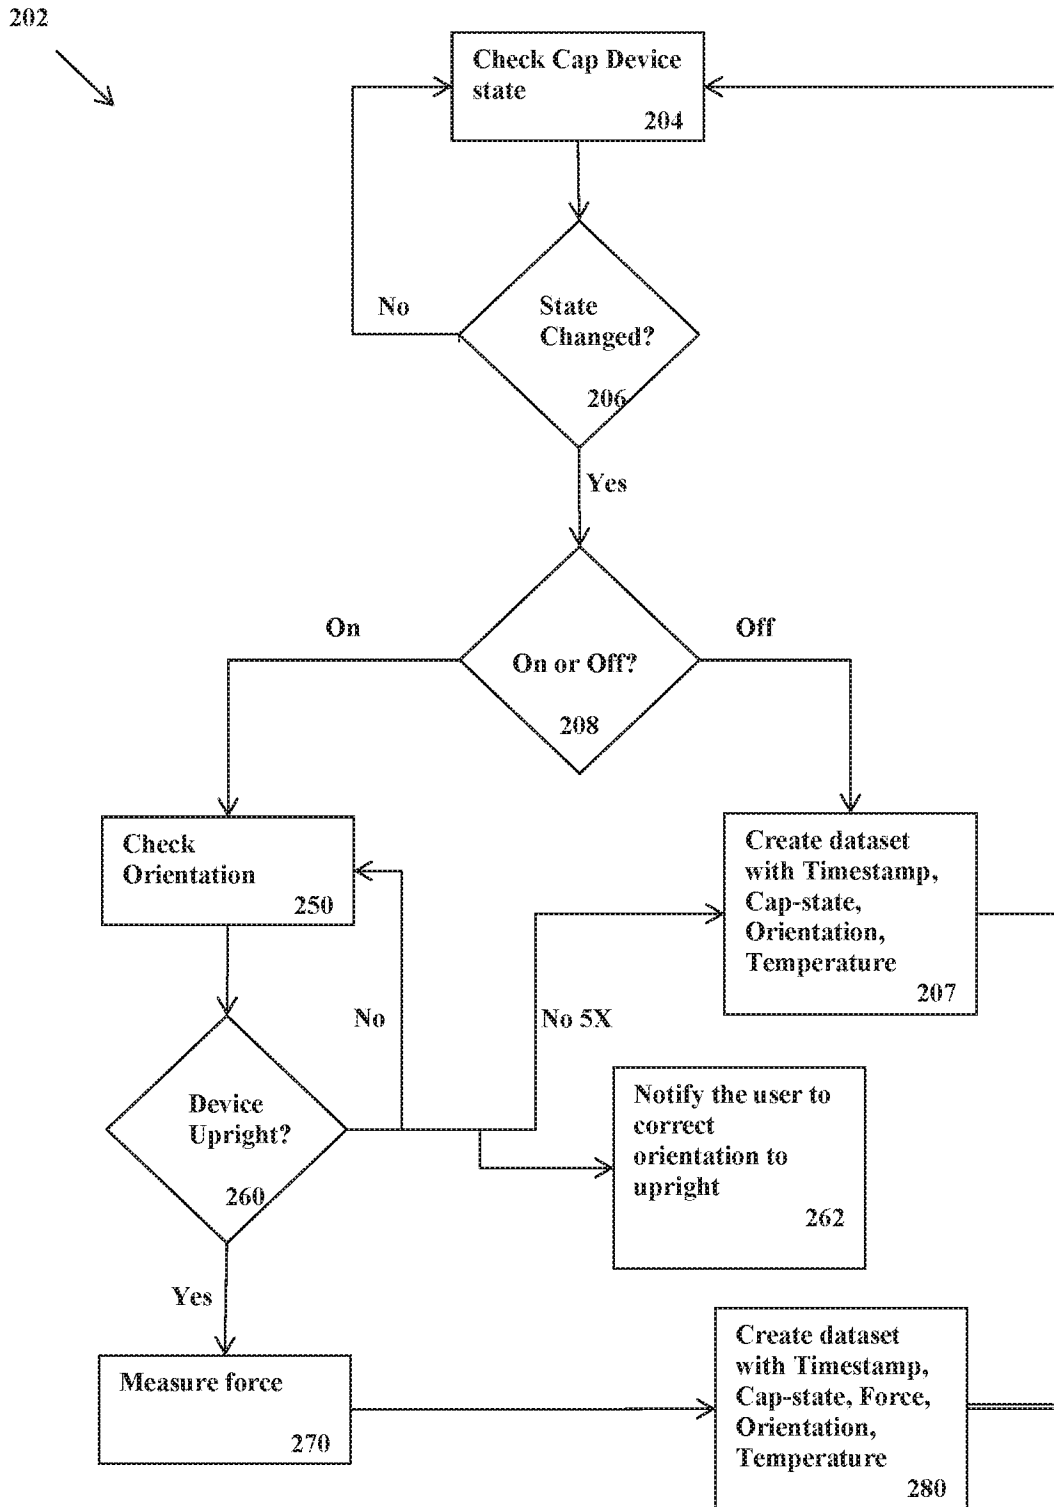 202
Check Cap Device
state
204
No
State
Changed?
206
Yes
On
Off
On or Off?
208
Check
Orientation
250
Create dataset
with Timestamp,
Cap-state,
Orientation,
Temperature
207
No
No 5X
Device
Upright?
260
Notify the user to
correct
orientation to
upright
262
Yes
Measure force
270
Create dataset
with Timestamp,
Cap-state, Force,
Orientation,
Temperature
280